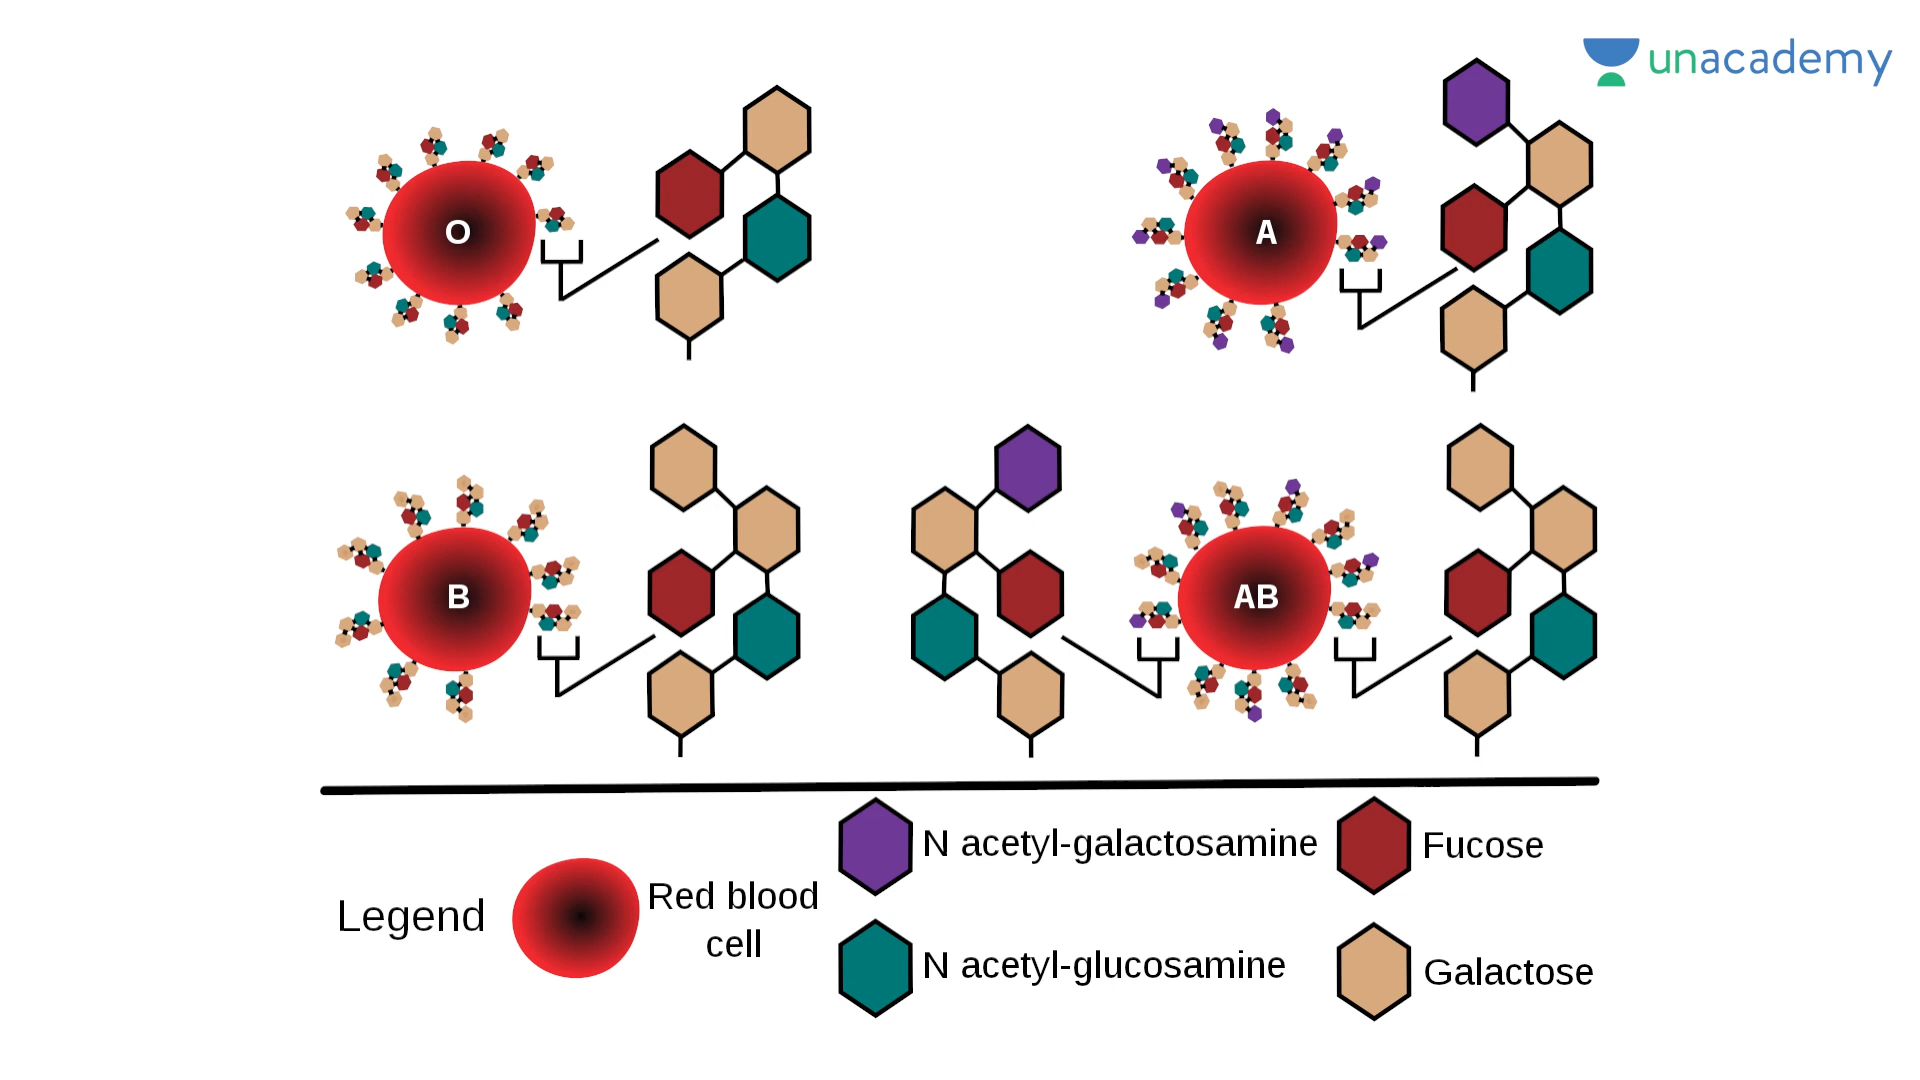 unacademy
O
A
B
AB
Legend
Red blood
cell
N acetyl-galactosamine
Fucose
N acetyl-glucosamine
Galactose